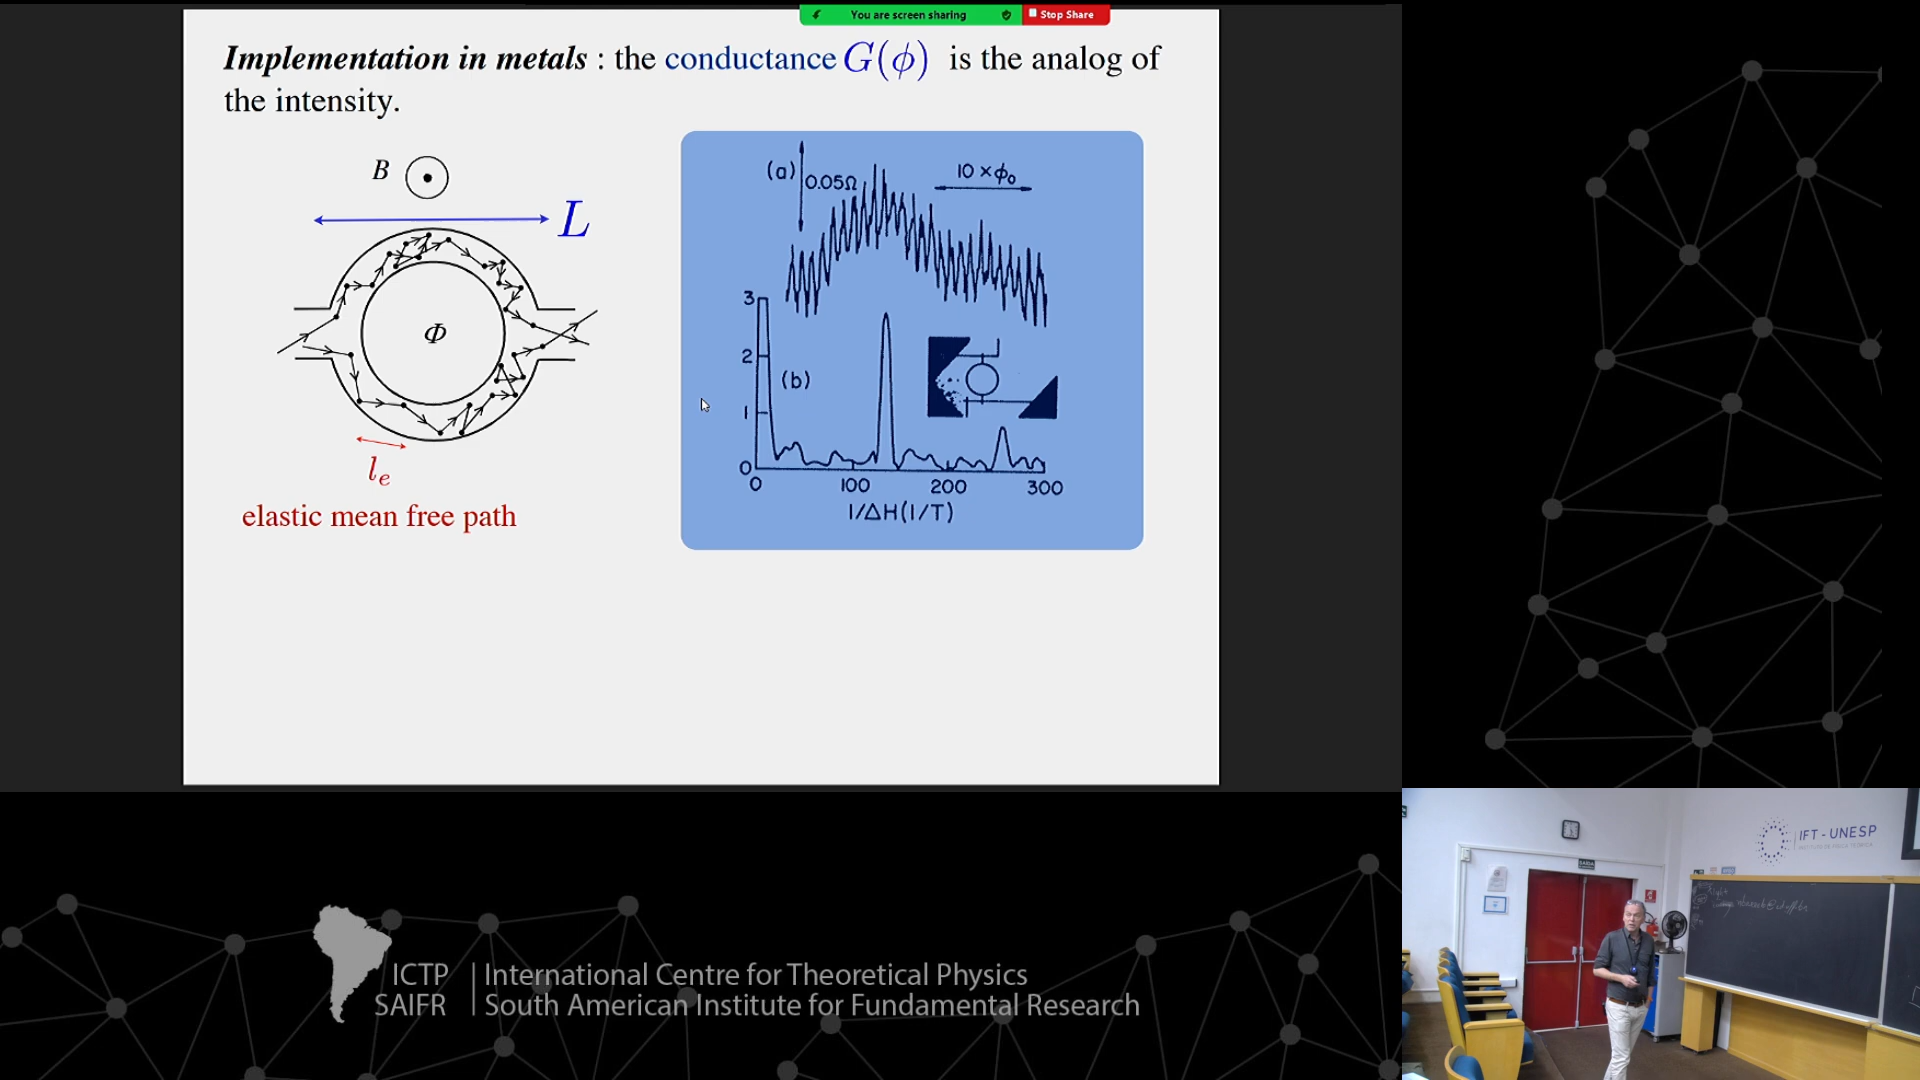 You are screen sharing
Stop Share
Implementation in metals : the conductance G(ϕ) is the analog of
the intensity.
B
L
Φ
l_e
elastic mean free path
(a)
0.05Ω
10 × ϕ₀
3
2
(b)
1
0
0 100 200 300
1/ΔH(1/T)
IFT - UNESP
ICTP | International Centre for Theoretical Physics
SAIFR | South American Institute for Fundamental Research